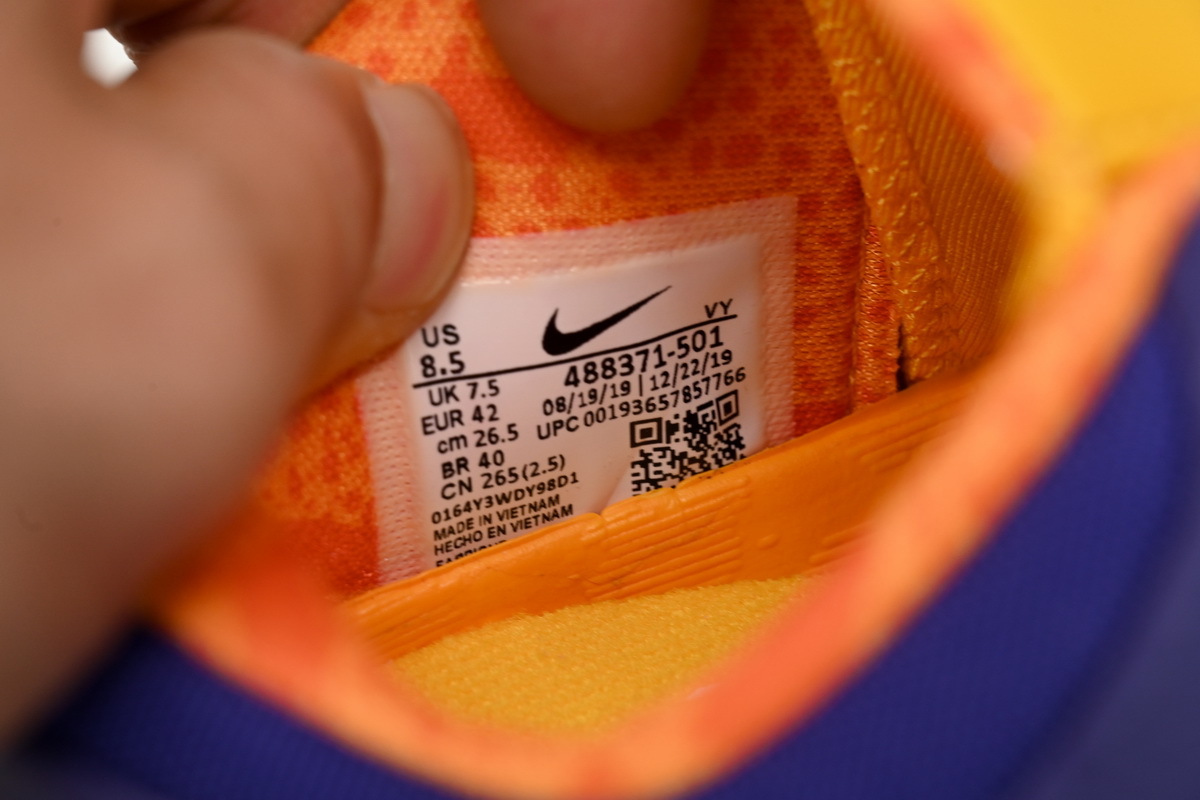 US
8.5
VY
488371-501
08/19/19 | 12/22/19
UPC 00193657857766
UK 7.5
EUR 42
cm 26.5
BR 40
CN 265(2.5)
0164Y3WDY98D1
MADE IN VIETNAM
HECHO EN VIETNAM